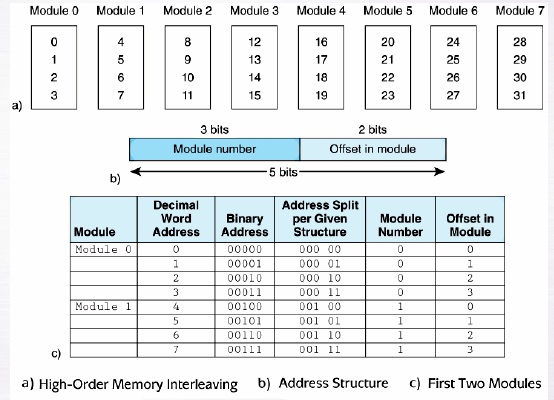 Module 0 Module 1 Module 2 Module 3 Module 4 Module 5 Module 6 Module 7
0 4 8 12 16 20 24 28
1 5 9 13 17 21 25 29
2 6 10 14 18 22 26 30
3 7 11 15 19 23 27 31
a)
3 bits 2 bits
Module number Offset in module
5 bits
b)
Module Decimal Word Address Binary Address Address Split per Given Structure Module Number Offset in Module
Module 0 0 00000 000 00 0 0
1 00001 000 01 0 1
2 00010 000 10 0 2
3 00011 000 11 0 3
Module 1 4 00100 001 00 1 0
5 00101 001 01 1 1
6 00110 001 10 1 2
7 00111 001 11 1 3
c)
a) High-Order Memory Interleaving b) Address Structure c) First Two Modules